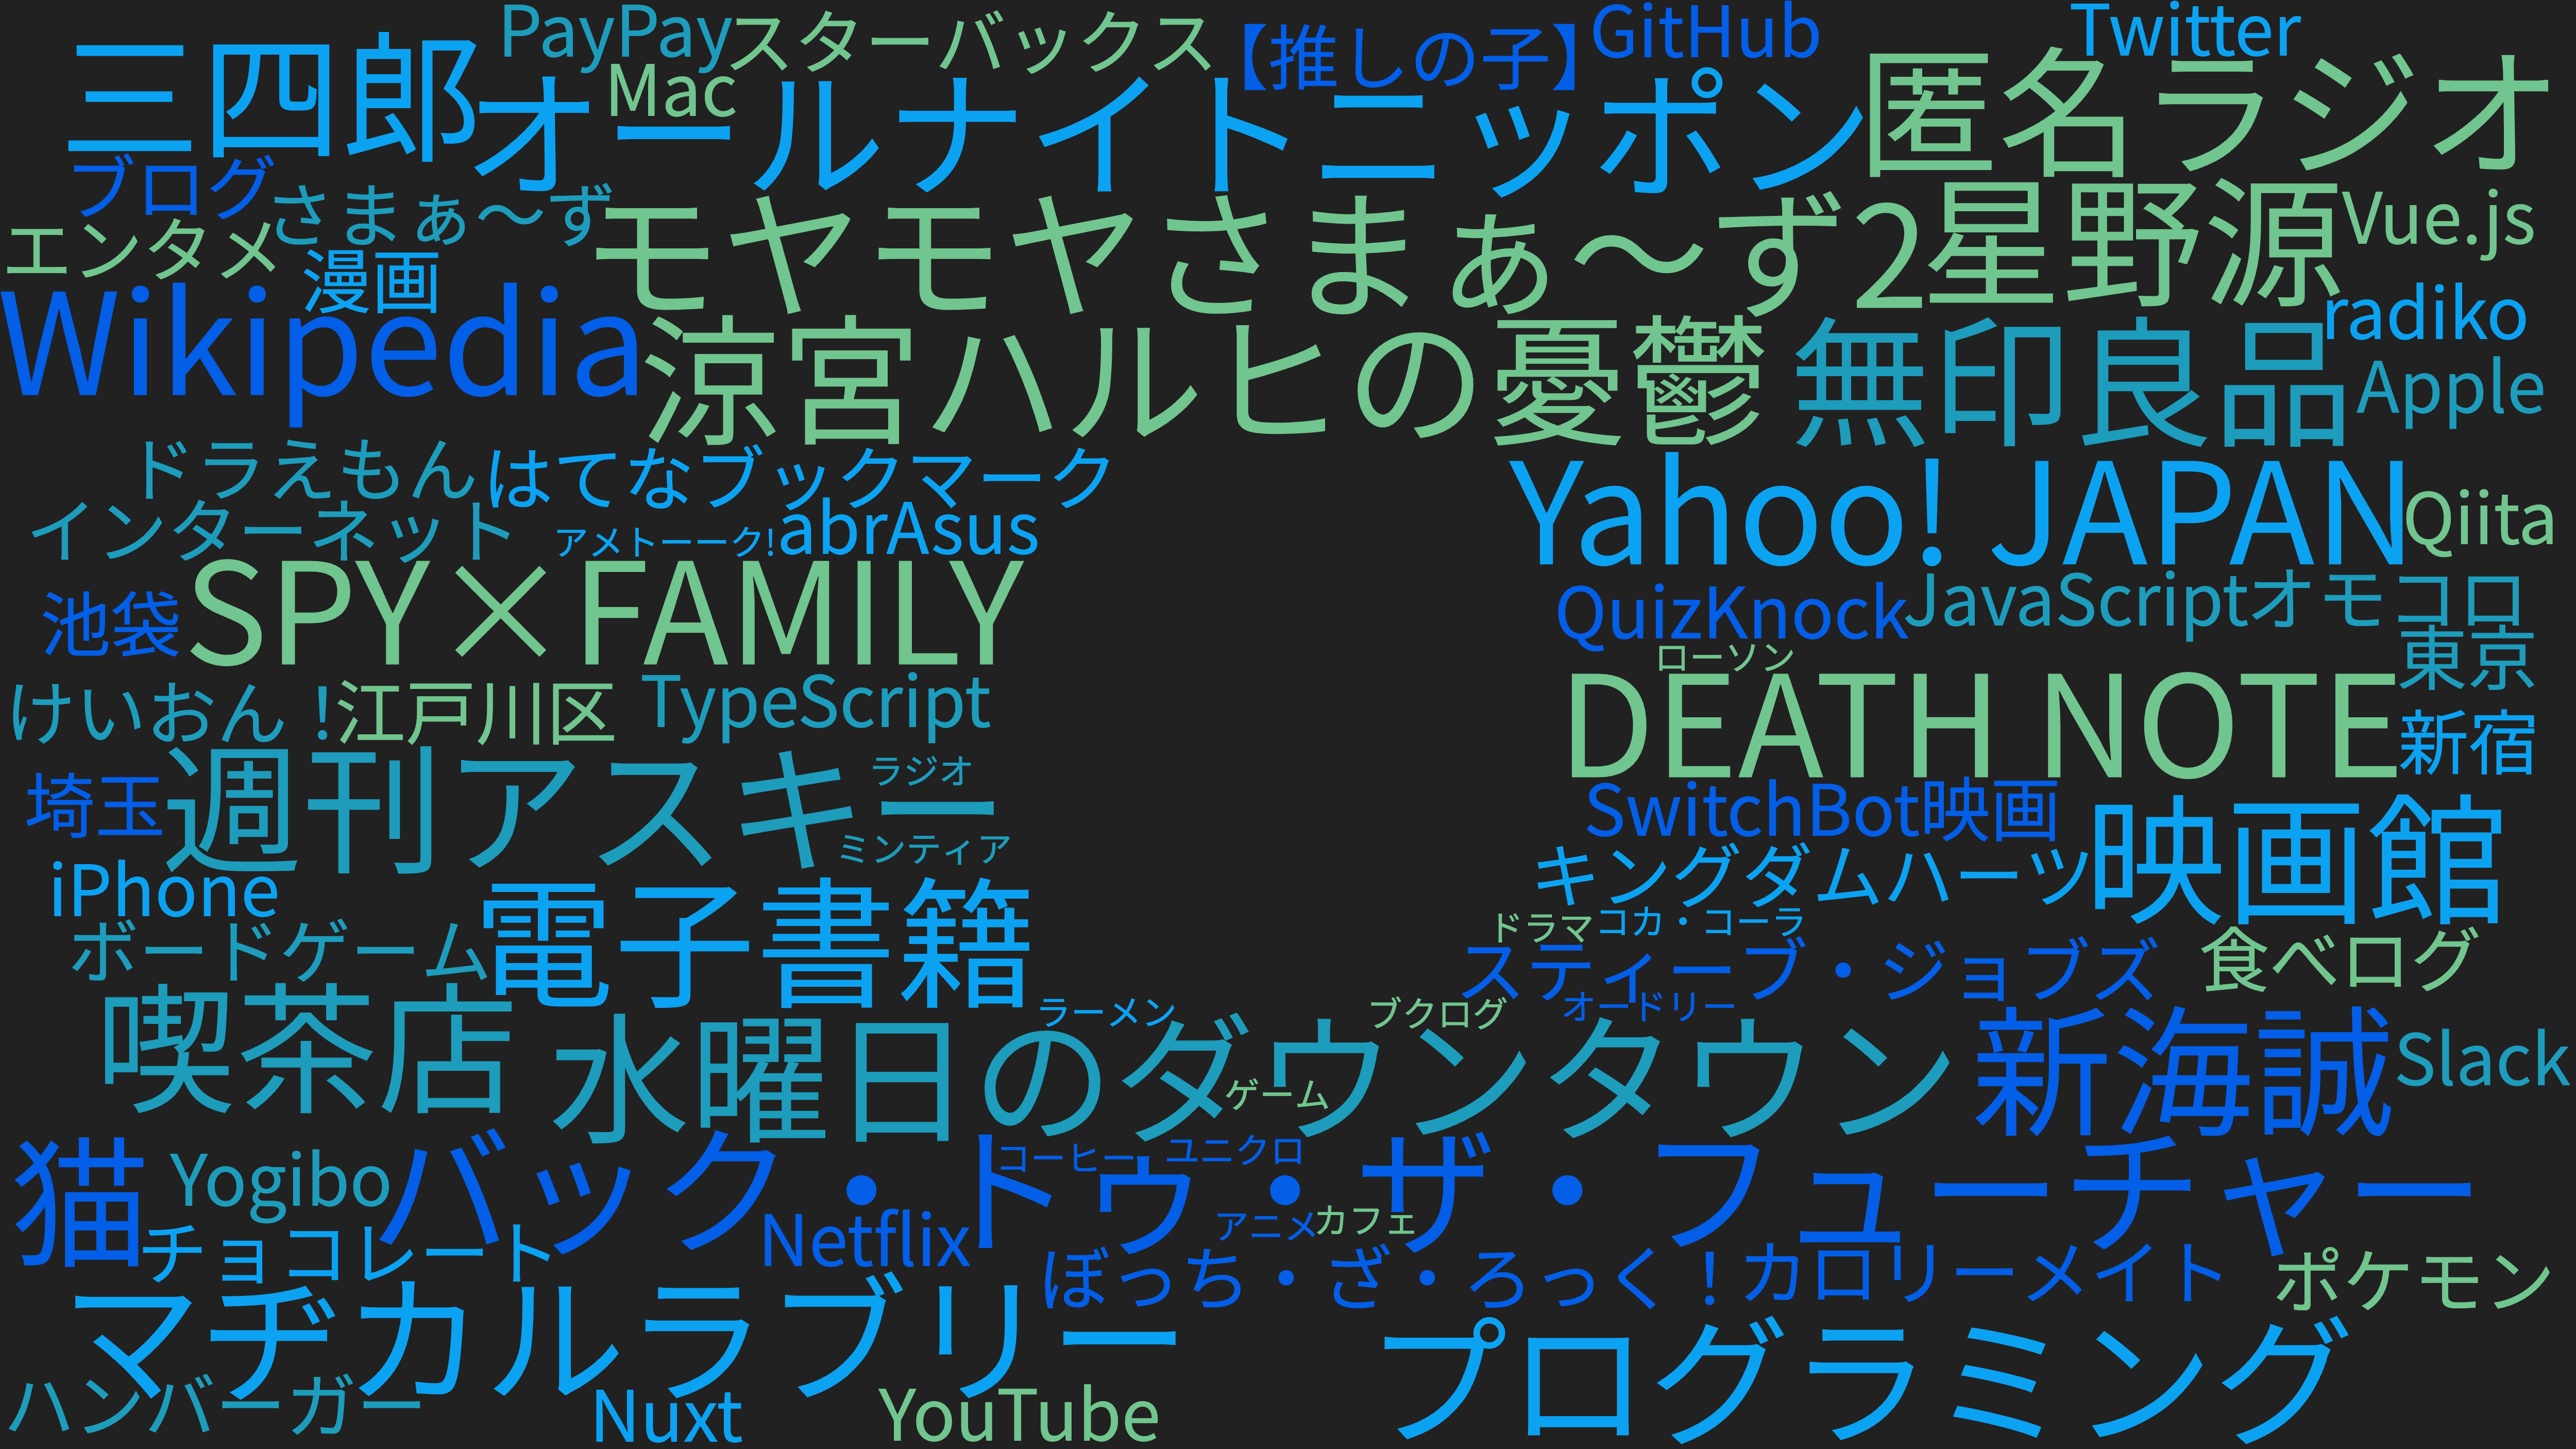 PayPay
スターバックス
【推しの子】
GitHub
Twitter
三四郎
Mac
オールナイトニッポン
匿名ラジオ
ブログ
さまぁ～ず
モヤモヤさまぁ～ず2
星野源
Vue.js
エンタメ
漫画
Wikipedia
涼宮ハルヒの憂鬱
無印良品
radiko
Apple
ドラえもん
はてなブックマーク
Yahoo! JAPAN
Qiita
インターネット
アメトーーク!
abrAsus
池袋
SPY×FAMILY
QuizKnock
JavaScript
オモコロ
ローソン
東京
けいおん！
江戸川区
TypeScript
DEATH NOTE
新宿
埼玉
週刊アスキー
ラジオ
ミンティア
SwitchBot
映画
映画館
iPhone
電子書籍
キングダムハーツ
ボードゲーム
ドラマ
コカ・コーラ
スティーブ・ジョブズ
食べログ
喫茶店
ラーメン
ブクログ
オードリー
水曜日のダウンタウン
ゲーム
新海誠
Slack
猫
Yogibo
バック・トゥ・ザ・フューチャー
コーヒー
ユニクロ
チョコレート
Netflix
アニメ
カフェ
ぼっち・ざ・ろっく！
カロリーメイト
ポケモン
マヂカルラブリー
プログラミング
ハンバーガー
Nuxt
YouTube